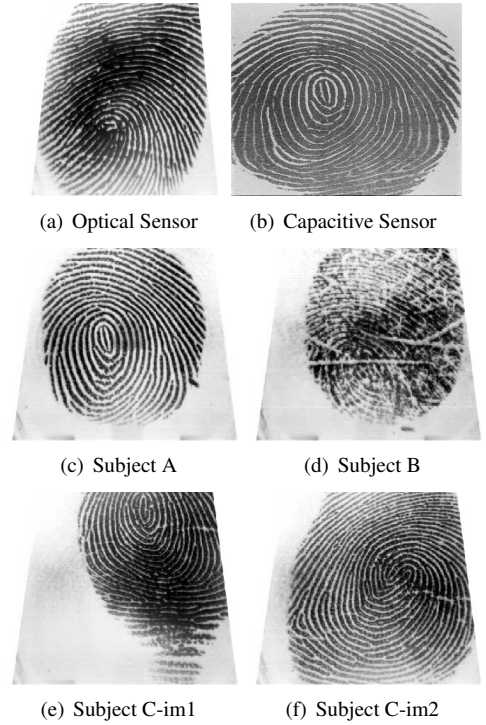 (a) Optical Sensor (b) Capacitive Sensor
(c) Subject A (d) Subject B
(e) Subject C-im1 (f) Subject C-im2